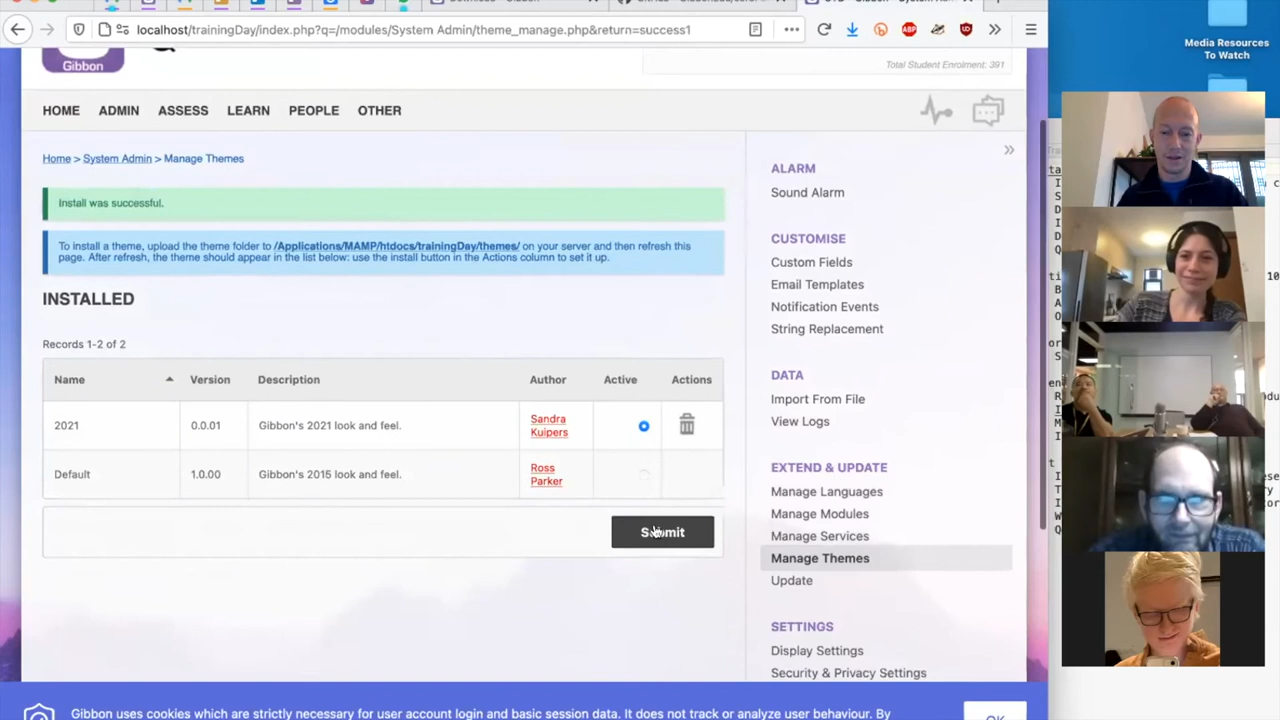 localhost/trainingDay/index.php?q=/modules/System Admin/theme_manage.php&return=success1
Media Resources
To Watch
Gibbon
Total Student Enrolment: 391
HOME ADMIN ASSESS LEARN PEOPLE OTHER
Home > System Admin > Manage Themes
Install was successful.
To install a theme, upload the theme folder to /Applications/MAMP/htdocs/trainingDay/themes/ on your server and then refresh this
page. After refresh, the theme should appear in the list below: use the install button in the Actions column to set it up.
INSTALLED
Records 1-2 of 2
Name Version Description Author Active Actions
2021 0.0.01 Gibbon's 2021 look and feel. Sandra
Kuipers
Default 1.0.00 Gibbon's 2015 look and feel. Ross
Parker
Submit
ALARM
Sound Alarm
CUSTOMISE
Custom Fields
Email Templates
Notification Events
String Replacement
DATA
Import From File
View Logs
EXTEND & UPDATE
Manage Languages
Manage Modules
Manage Services
Manage Themes
Update
SETTINGS
Display Settings
Security & Privacy Settings
Gibbon uses cookies which are strictly necessary for user account login and basic session data. It does not track or analyze user behaviour. By
OK